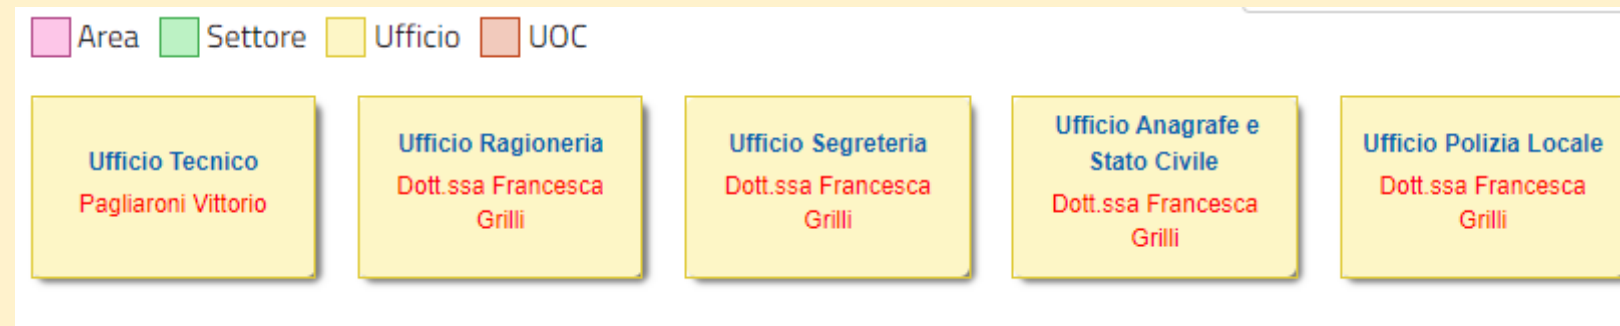 Area Settore Ufficio UOC
Ufficio Tecnico
Pagliaroni Vittorio
Ufficio Ragioneria
Dott.ssa Francesca
Grilli
Ufficio Segreteria
Dott.ssa Francesca
Grilli
Ufficio Anagrafe e
Stato Civile
Dott.ssa Francesca
Grilli
Ufficio Polizia Locale
Dott.ssa Francesca
Grilli